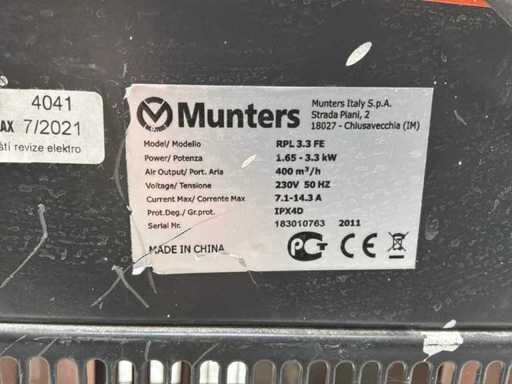 4041
AX 7/2021
tí revize elektro
Munters
Munters Italy S.p.A.
Strada Piani, 2
18027 - Chiusavecchia (IM)
Model/ Modello RPL 3.3 FE
Power/ Potenza 1.65 - 3.3 kW
Air Output/ Port. Aria 400 m³/h
Voltage/ Tensione 230V 50 HZ
Current Max/ Corrente Max 7.1-14.3 A
Prot.Deg./ Gr.prot. IPX4D
Serial Nr. 183010763 2011
MADE IN CHINA
PCT CE